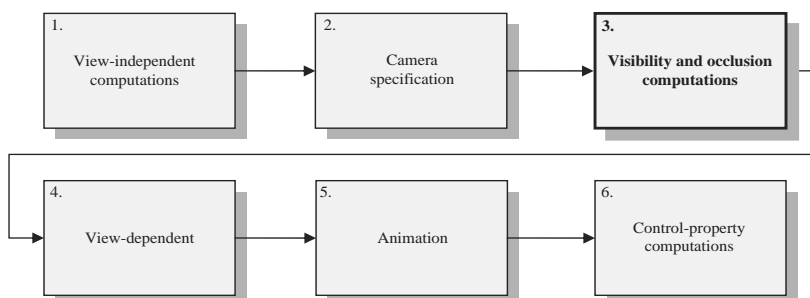 1.
View-independent
computations
2.
Camera
specification
3.
Visibility and occlusion
computations
4.
View-dependent
5.
Animation
6.
Control-property
computations